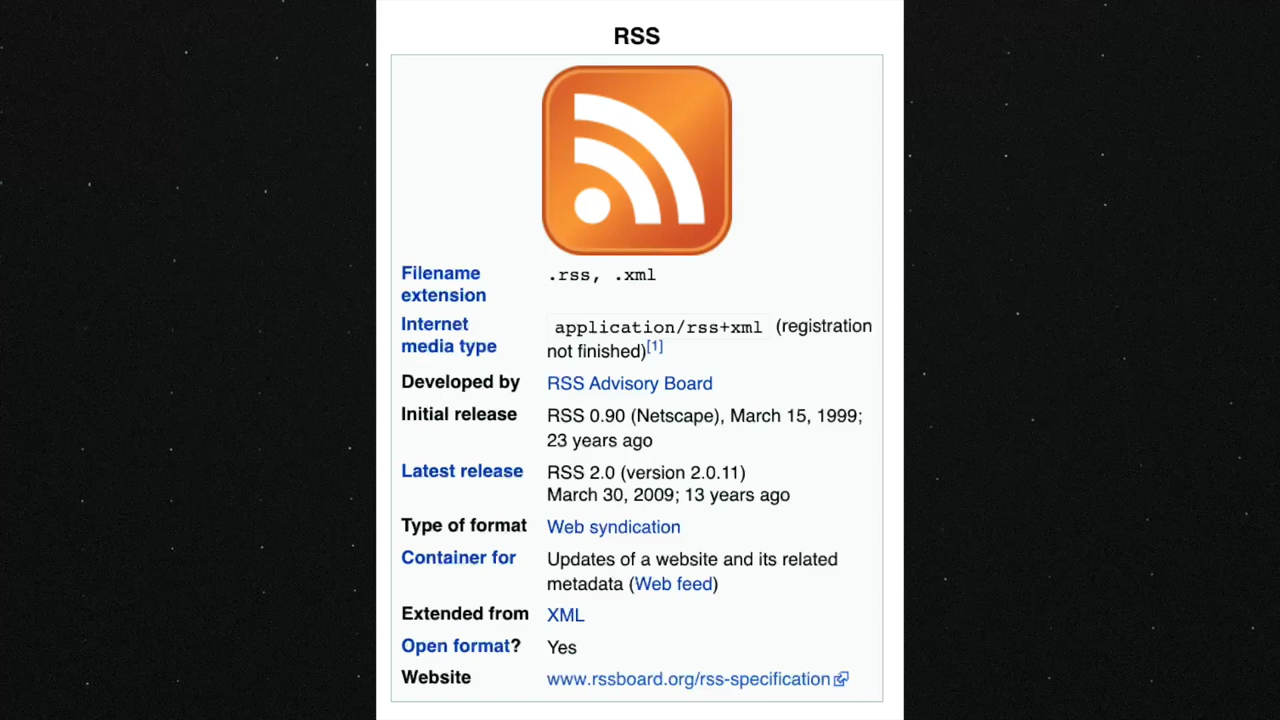 RSS
Filename
extension
.rss, .xml
Internet
media type
application/rss+xml (registration
not finished)[1]
Developed by
RSS Advisory Board
Initial release
RSS 0.90 (Netscape), March 15, 1999;
23 years ago
Latest release
RSS 2.0 (version 2.0.11)
March 30, 2009; 13 years ago
Type of format
Web syndication
Container for
Updates of a website and its related
metadata (Web feed)
Extended from
XML
Open format?
Yes
Website
www.rssboard.org/rss-specification